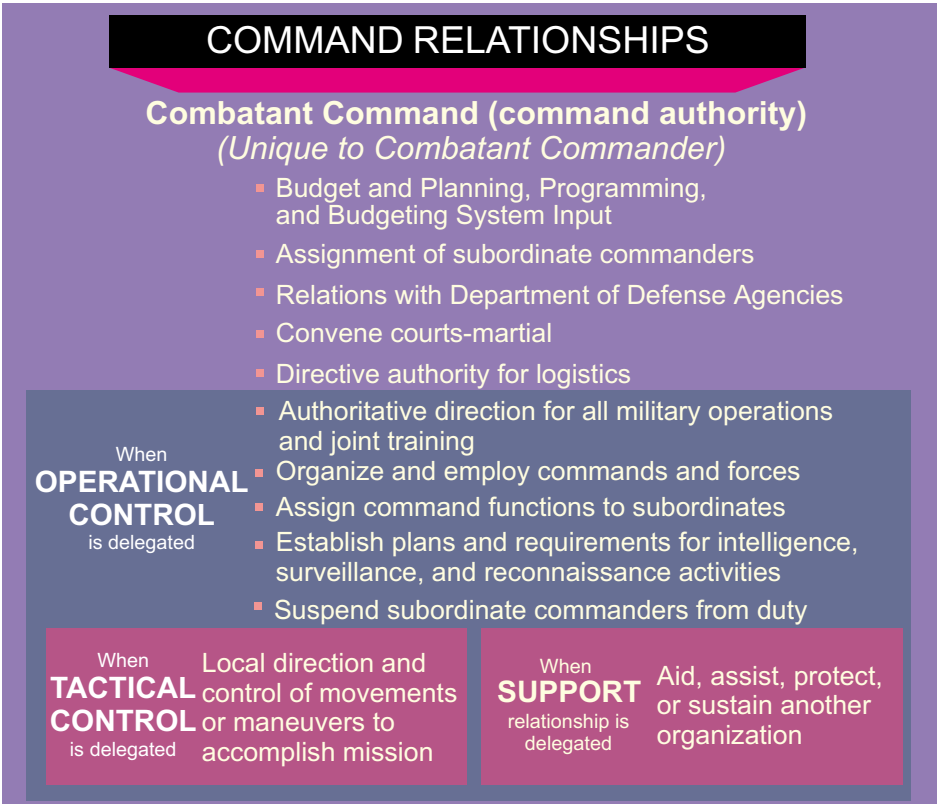 COMMAND RELATIONSHIPS
Combatant Command (command authority)
(Unique to Combatant Commander)
Budget and Planning, Programming,
and Budgeting System Input
Assignment of subordinate commanders
Relations with Department of Defense Agencies
Convene courts-martial
Directive authority for logistics
When
OPERATIONAL
CONTROL
is delegated
Authoritative direction for all military operations
and joint training
Organize and employ commands and forces
Assign command functions to subordinates
Establish plans and requirements for intelligence,
surveillance, and reconnaissance activities
Suspend subordinate commanders from duty
When
TACTICAL
CONTROL
is delegated
Local direction and
control of movements
or maneuvers to
accomplish mission
When
SUPPORT
relationship is
delegated
Aid, assist, protect,
or sustain another
organization